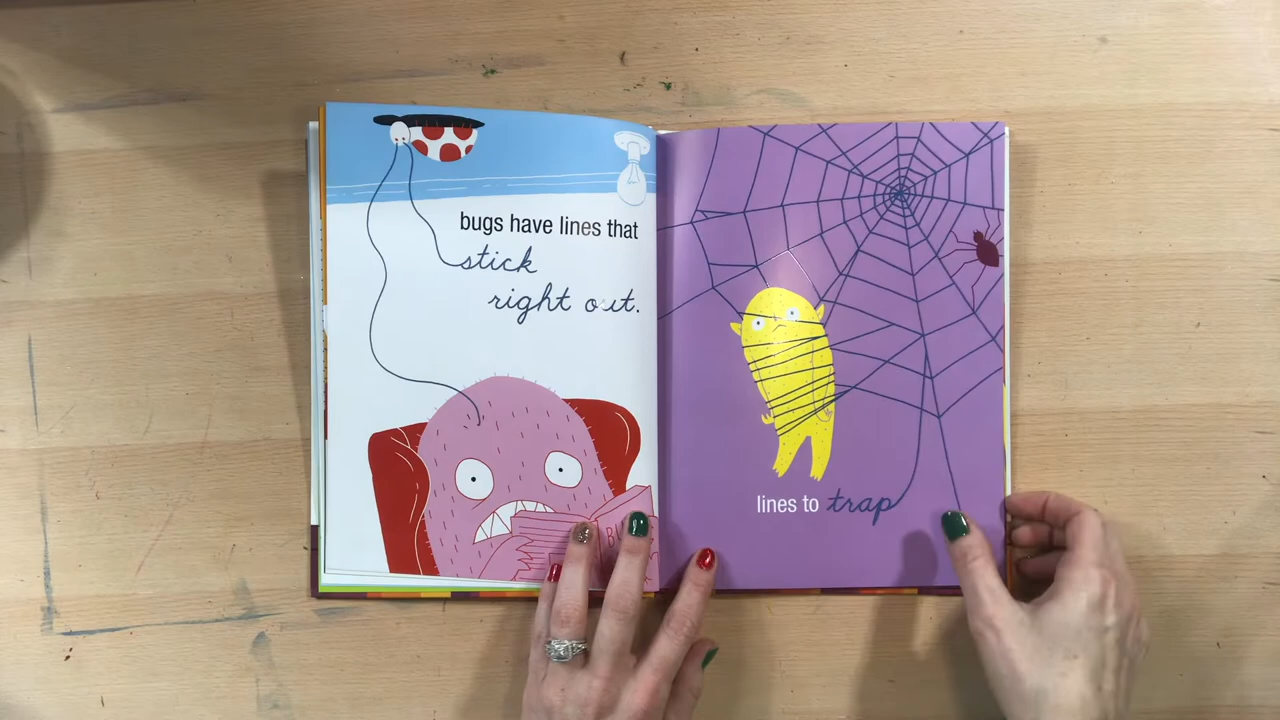 bugs have lines that
stick
right out.
lines to trap